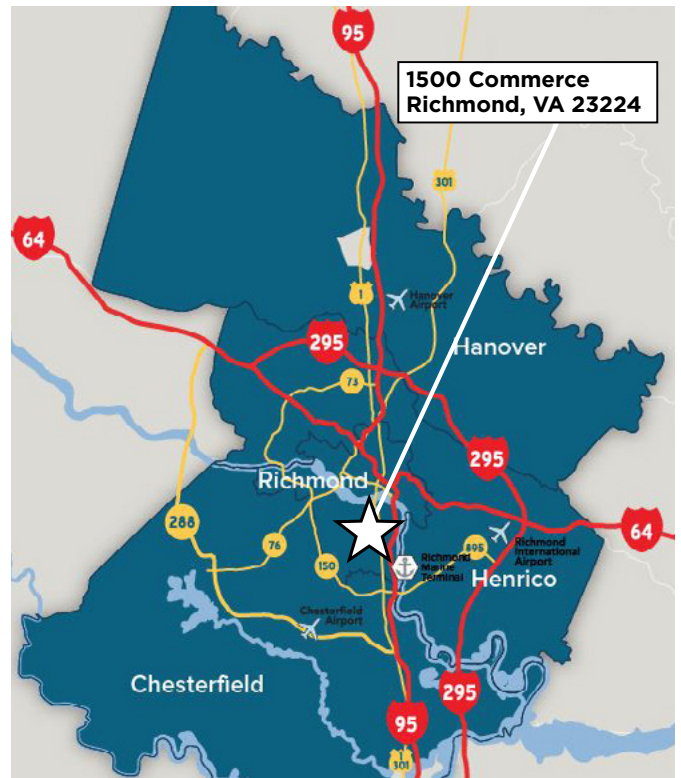 95
1500 Commerce
Richmond, VA 23224
301
64
1
Hanover
Airport
295
Hanover
73
295
Richmond
288
76
150
895
Richmond
International
Airport
64
Richmond
Marine
Terminal
Henrico
Chesterfield
Airport
Chesterfield
295
95
1
301